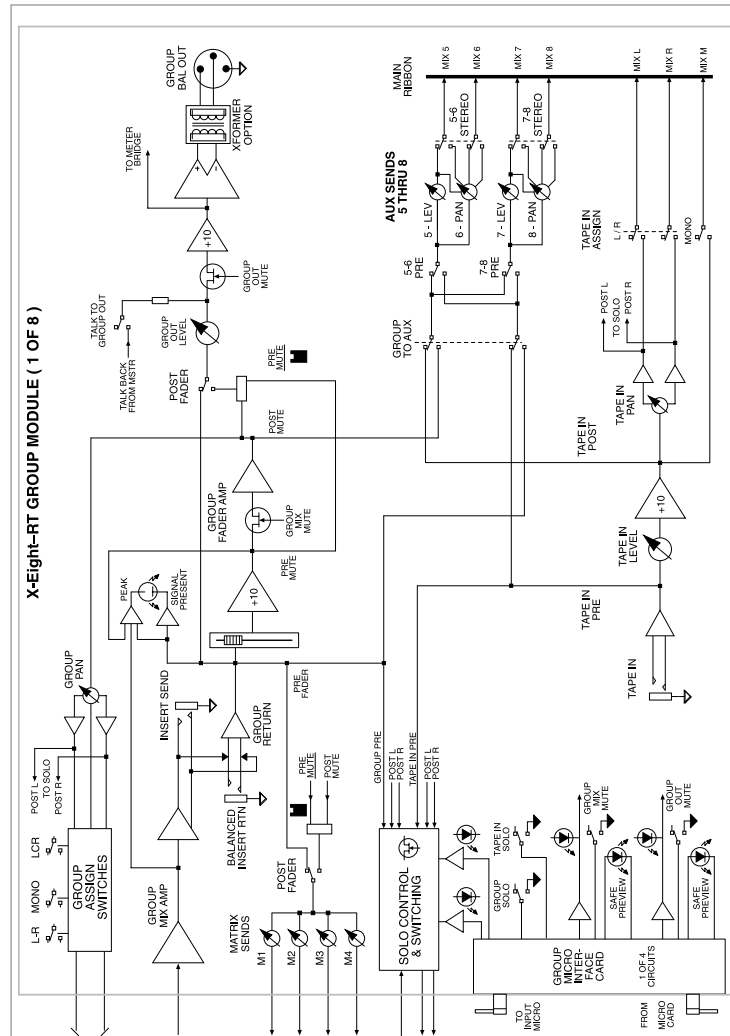 X-Eight–RT GROUP MODULE ( 1 OF 8 )
GROUP
BAL OUT
XFORMER
OPTION
TO METER
BRIDGE
+
–
+10
GROUP
OUT
MUTE
TALK TO
GROUP OUT
TALK BACK
FROM MSTR
GROUP
OUT
LEVEL
POST
FADER
PRE
MUTE
POST
MUTE
GROUP
FADER AMP
GROUP
MIX
MUTE
PRE
MUTE
+10
PEAK
SIGNAL
PRESENT
GROUP
PAN
POST L
TO SOLO
POST R
INSERT SEND
GROUP
RETURN
BALANCED
INSERT RTN
PRE
FADER
LCR
MONO
L-R
GROUP
ASSIGN
SWITCHES
GROUP
MIX AMP
PRE
MUTE
POST
MUTE
POST
FADER
MATRIX
SENDS
M1
M2
M3
M4
MAIN
RIBBON
MIX 5
MIX 6
MIX 7
MIX 8
MIX L
MIX R
MIX M
AUX SENDS
5 THRU 8
5-6
STEREO
7-8
STEREO
5 - LEV
6 - PAN
7 - LEV
8 - PAN
5-6
PRE
7-8
PRE
GROUP
TO AUX
TAPE IN
ASSIGN
L / R
MONO
POST L
TO SOLO
POST R
TAPE IN
PAN
TAPE IN
POST
+10
TAPE IN
LEVEL
TAPE IN
PRE
TAPE IN
GROUP PRE
POST L
POST R
TAPE IN PRE
POST L
POST R
SOLO CONTROL
& SWITCHING
TAPE IN
SOLO
GROUP
SOLO
GROUP
MIX
MUTE
SAFE
PREVIEW
GROUP
OUT
MUTE
SAFE
PREVIEW
GROUP
MICRO
INTER-
FACE
CARD
1 OF 4
CIRCUITS
TO
INPUT
MICRO
FROM
MICRO
CARD